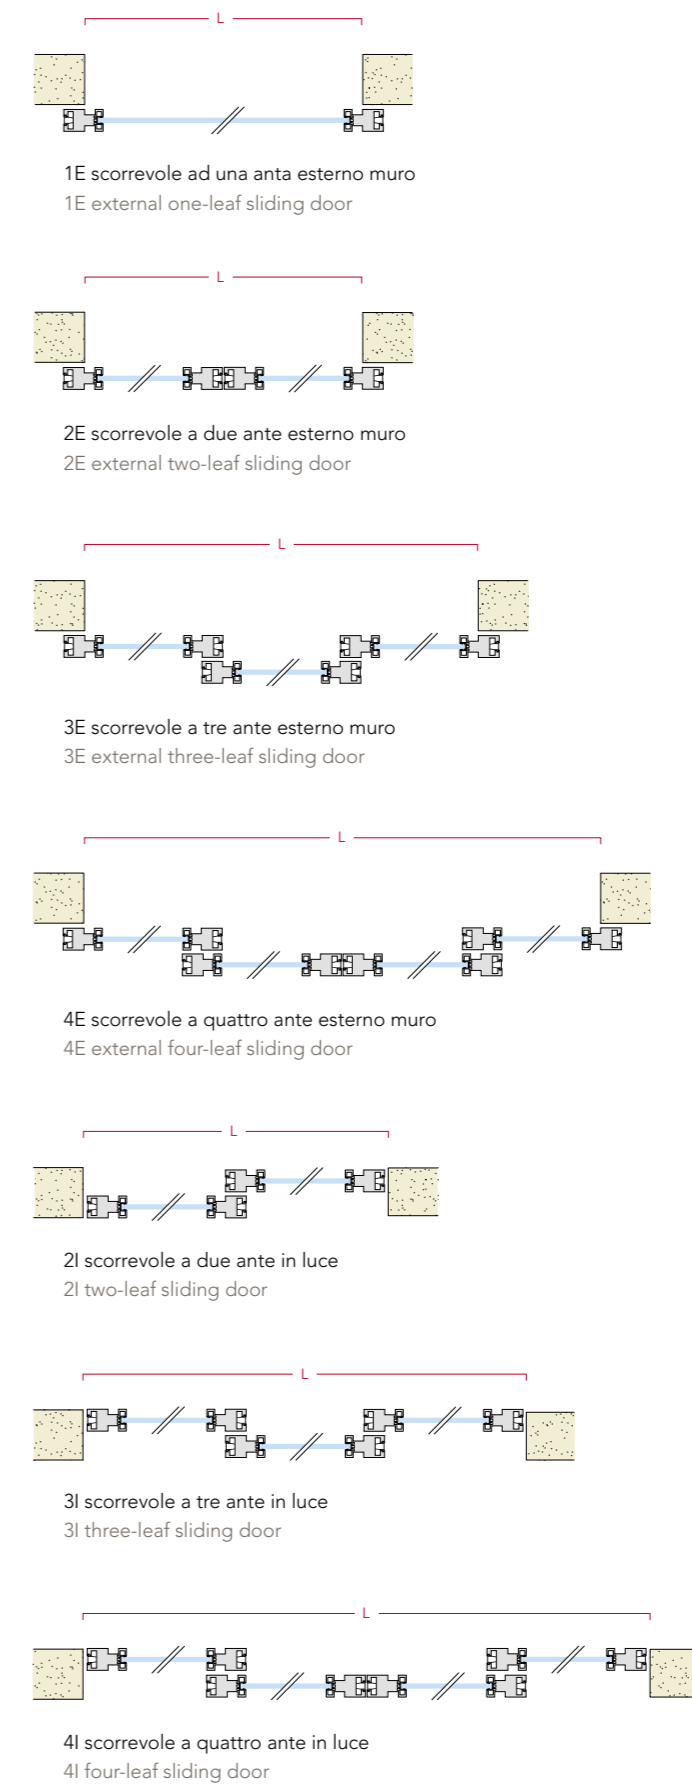 L
1E scorrevole ad una anta esterno muro
1E external one-leaf sliding door
L
2E scorrevole a due ante esterno muro
2E external two-leaf sliding door
L
3E scorrevole a tre ante esterno muro
3E external three-leaf sliding door
L
4E scorrevole a quattro ante esterno muro
4E external four-leaf sliding door
L
2I scorrevole a due ante in luce
2I two-leaf sliding door
L
3I scorrevole a tre ante in luce
3I three-leaf sliding door
L
4I scorrevole a quattro ante in luce
4I four-leaf sliding door